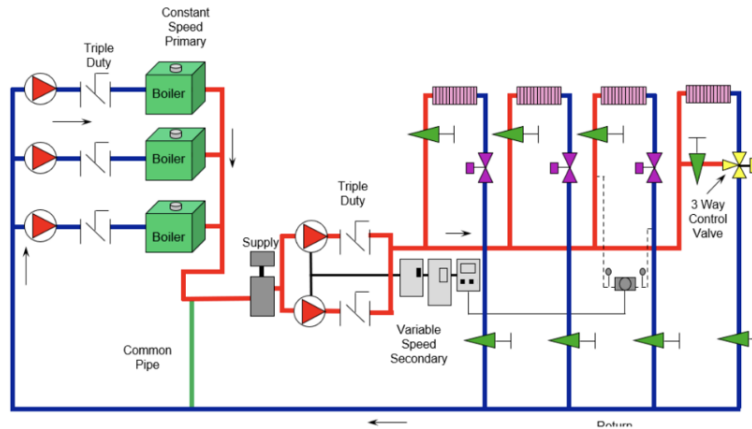 Constant
Speed
Primary
Triple
Duty
Boiler
Boiler
Boiler
Triple
Duty
Supply
3 Way
Control
Valve
Variable
Speed
Secondary
Common
Pipe
Return